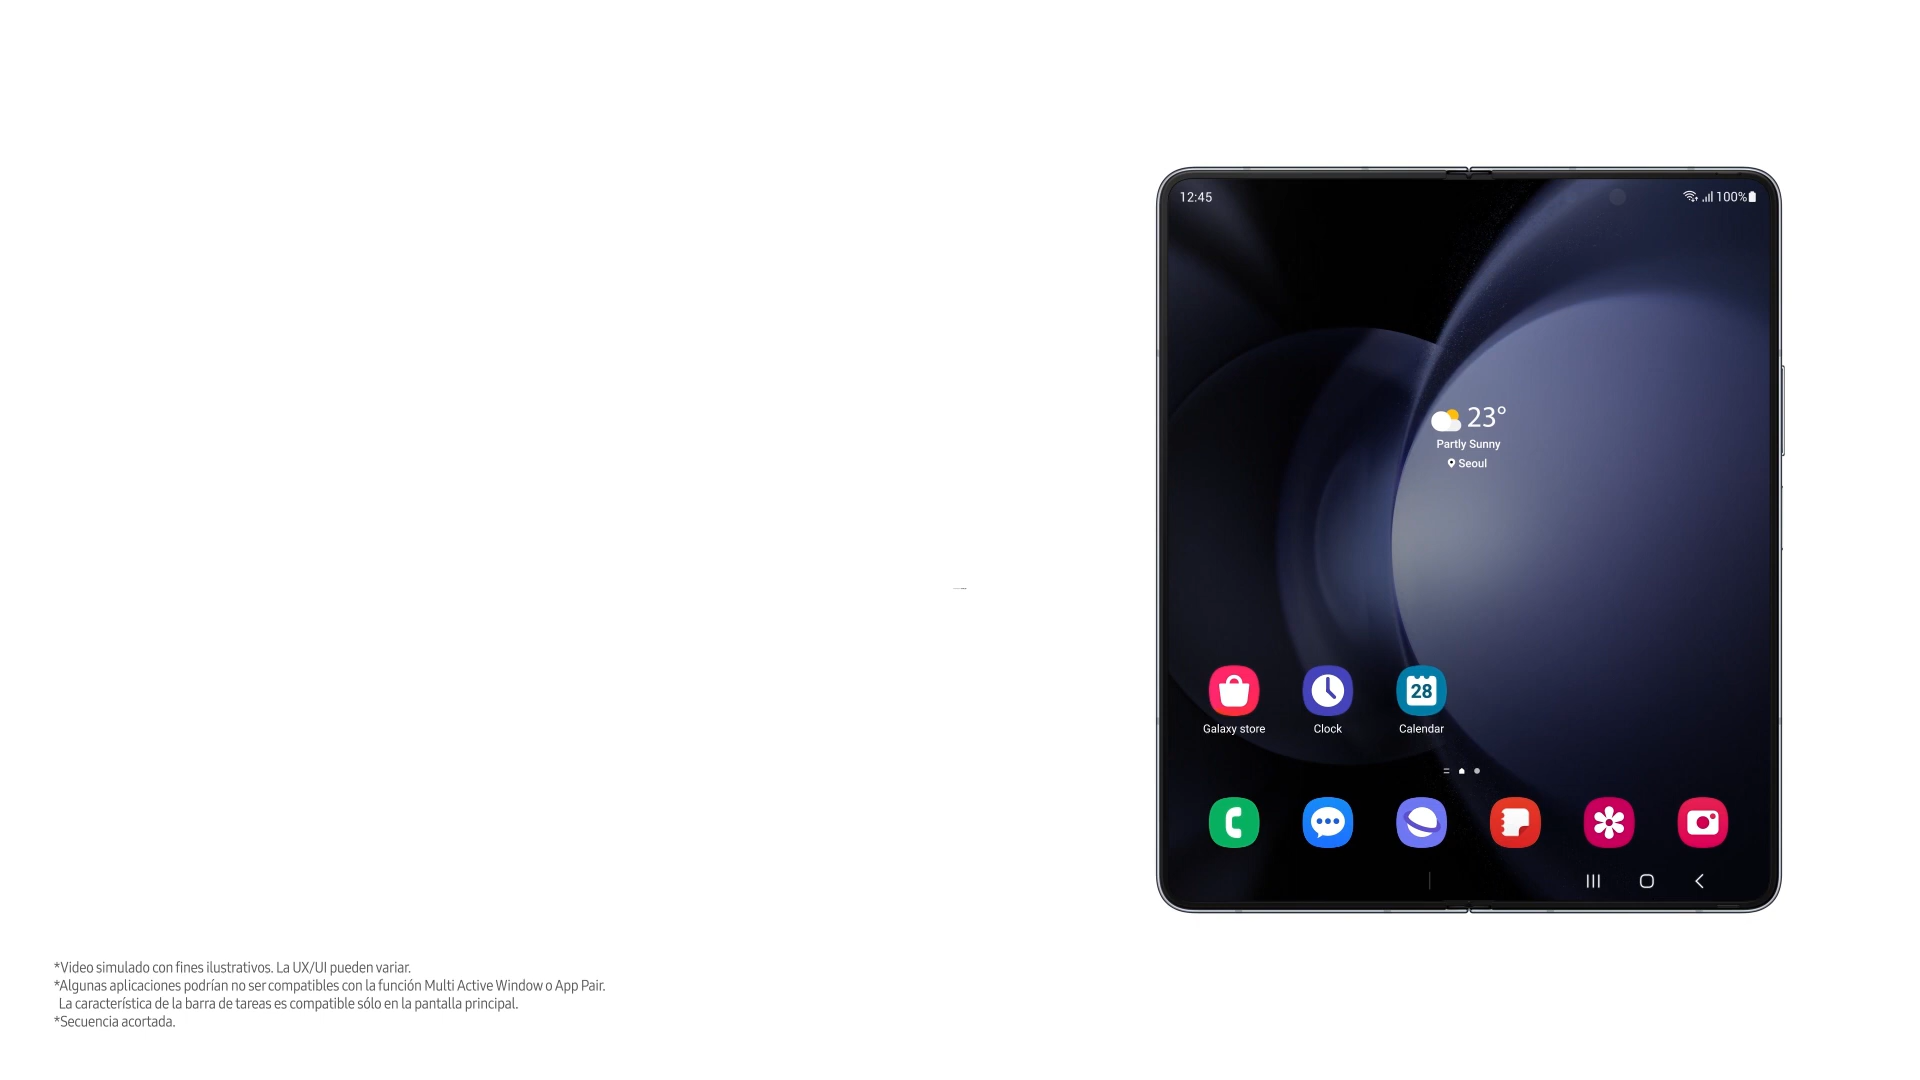 12:45
100%
23°
Partly Sunny
Seoul
28
Galaxy store
Clock
Calendar
*Video simulado con fines ilustrativos. La UX/UI pueden variar.
*Algunas aplicaciones podrían no ser compatibles con la función Multi Active Window o App Pair.
La característica de la barra de tareas es compatible sólo en la pantalla principal.
*Secuencia acortada.